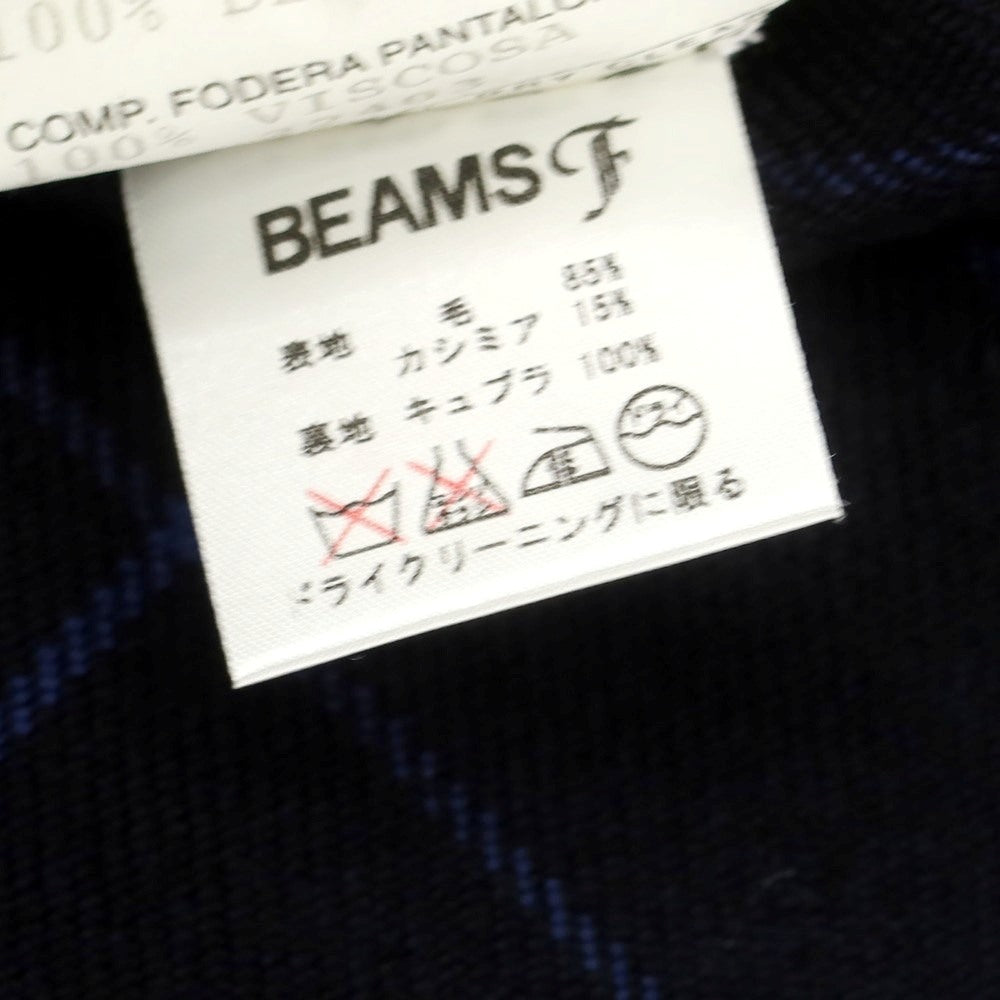 100%
COMP. FODERA
100% VISCOSA
BEAMS F
表地 毛 85%
カシミア 15%
裏地 キュプラ 100%
ドライクリーニングに限る